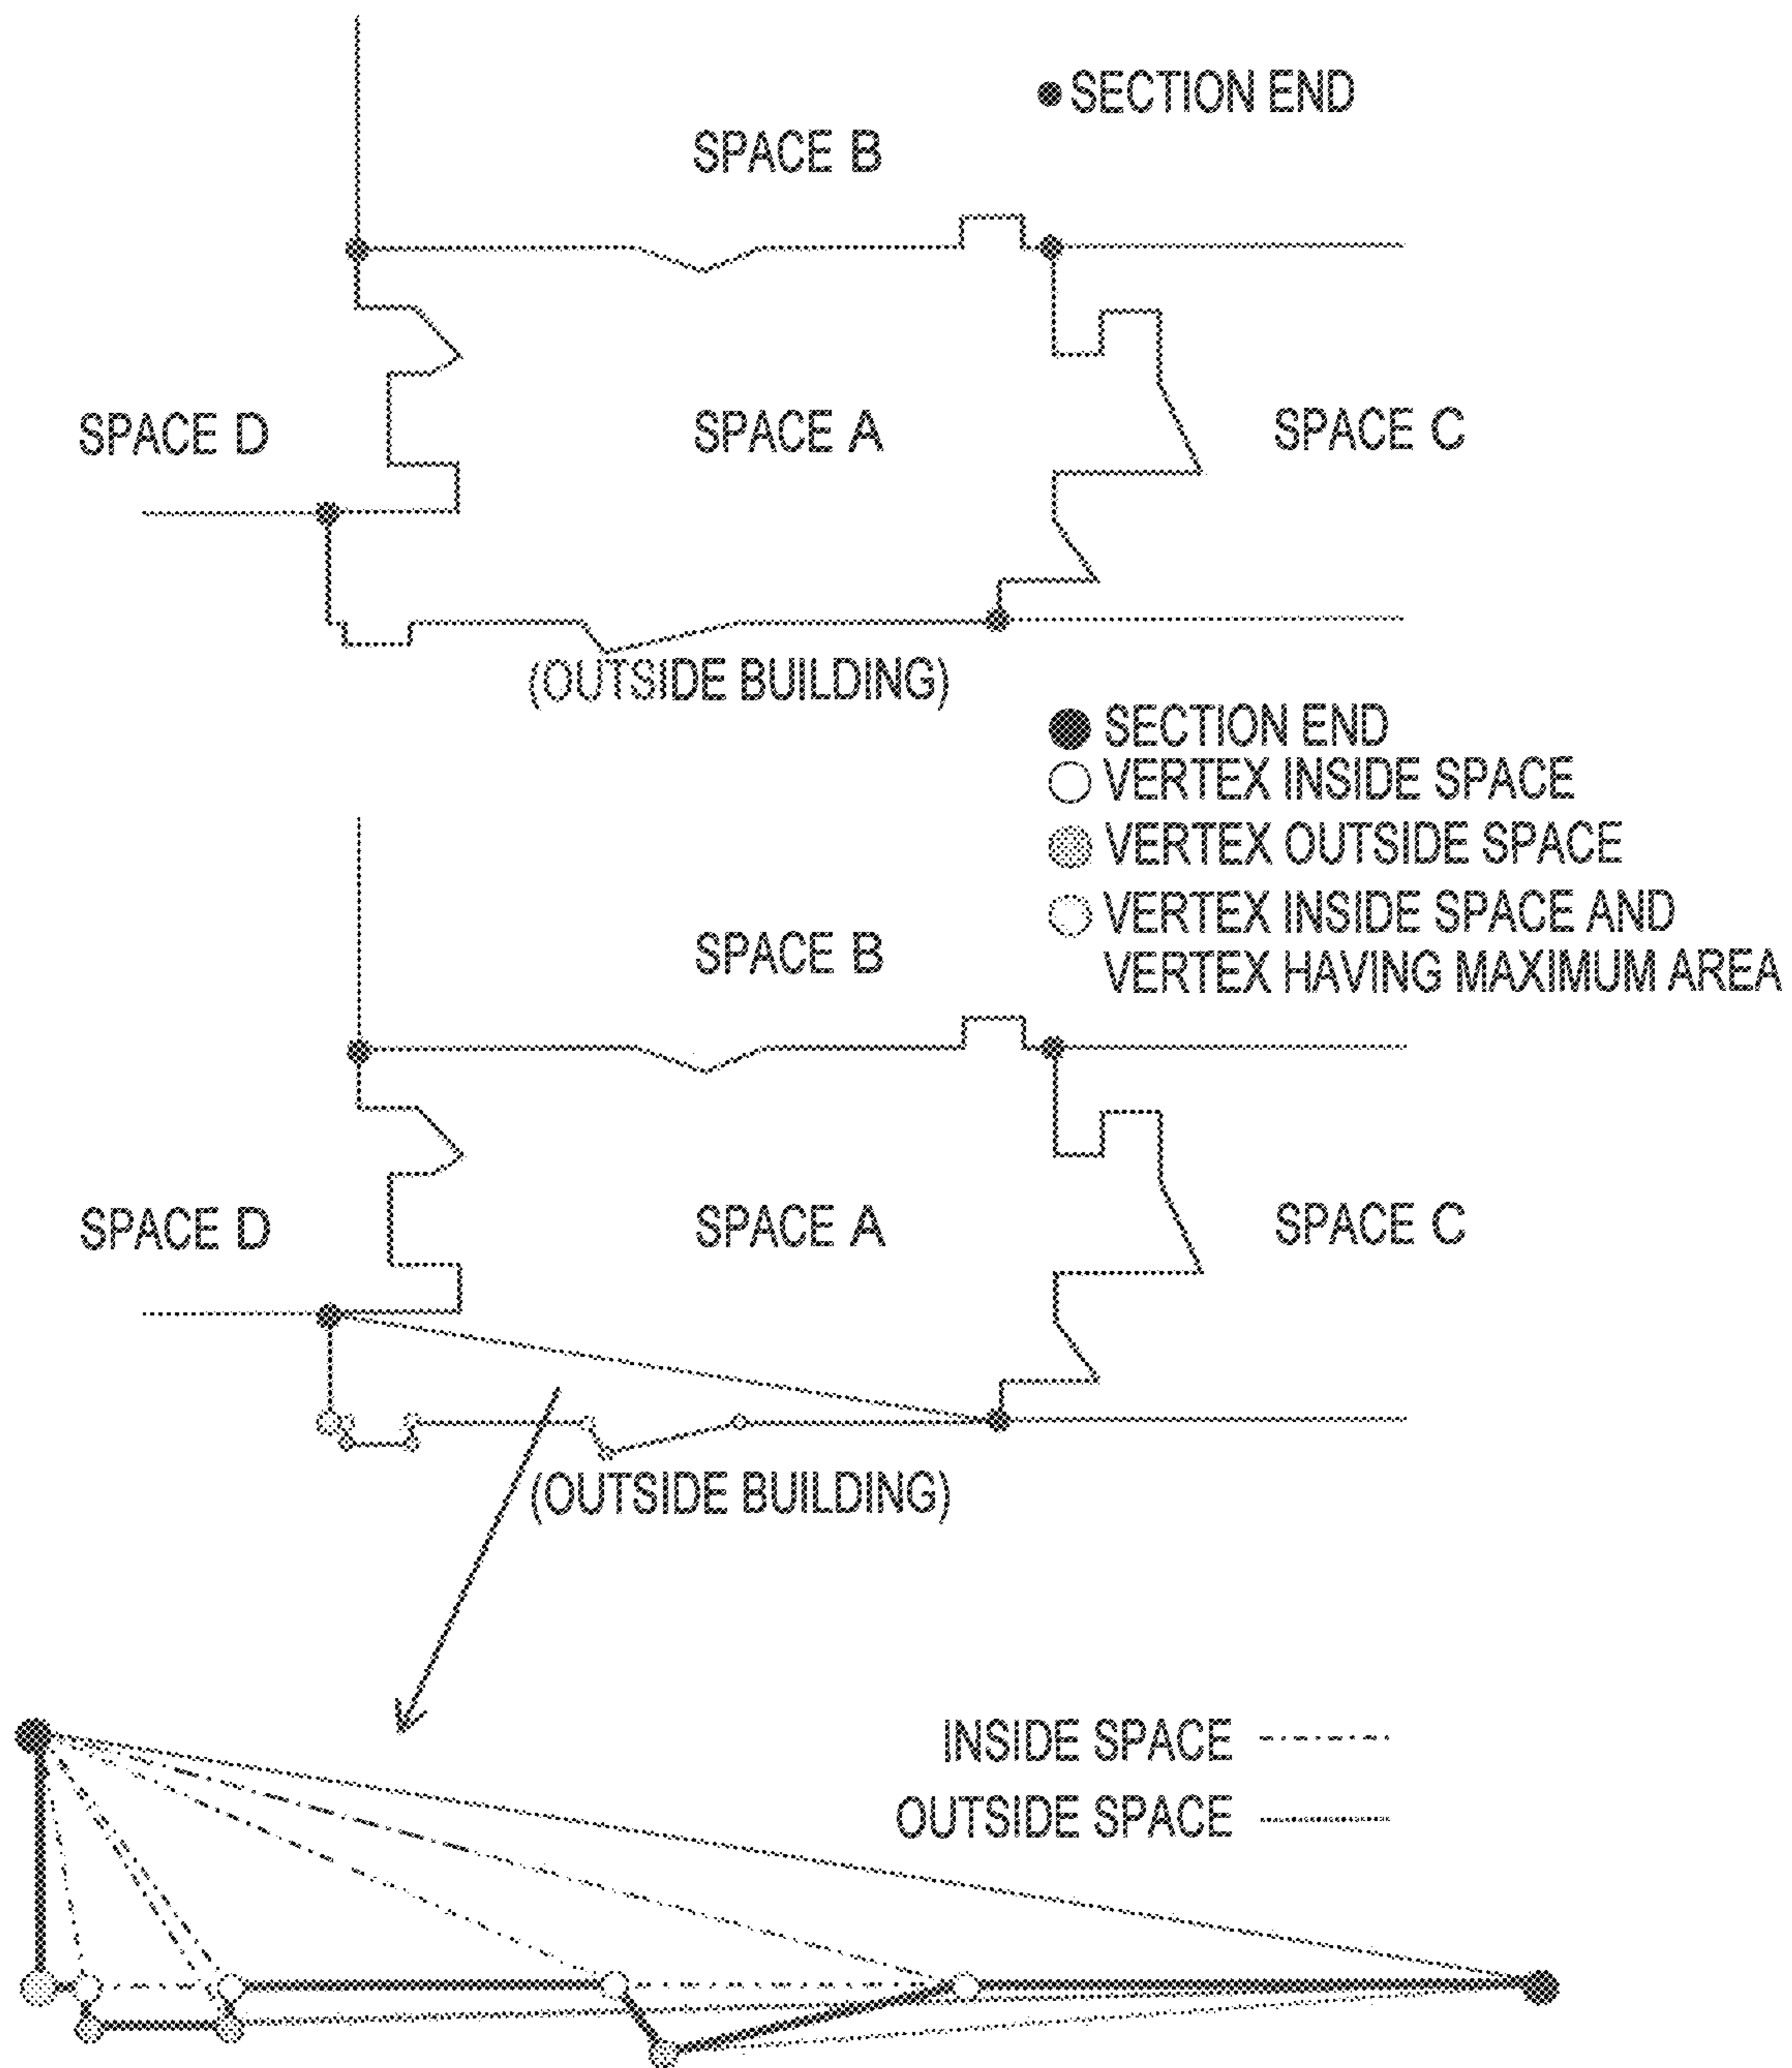 SECTION END
SPACE B
SPACE D
SPACE A
SPACE C
(OUTSIDE BUILDING)
SECTION END
VERTEX INSIDE SPACE
VERTEX OUTSIDE SPACE
VERTEX INSIDE SPACE AND
VERTEX HAVING MAXIMUM AREA
SPACE B
SPACE D
SPACE A
SPACE C
(OUTSIDE BUILDING)
INSIDE SPACE
OUTSIDE SPACE